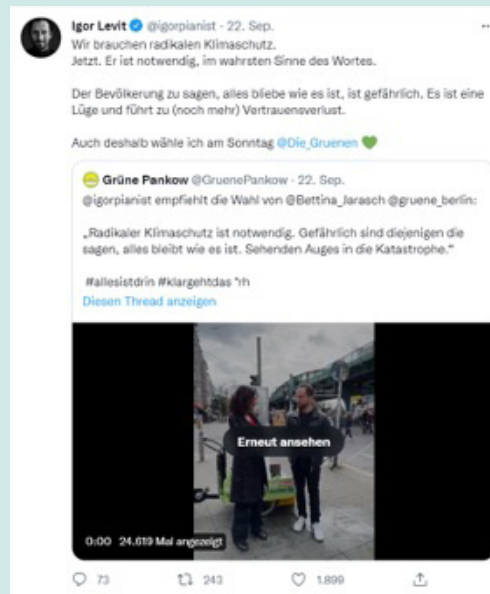 Igor Levit @igorpianist · 22. Sep.
Wir brauchen radikalen Klimaschutz.
Jetzt. Er ist notwendig, im wahrsten Sinne des Wortes.
Der Bevölkerung zu sagen, alles bliebe wie es ist, ist gefährlich. Es ist eine
Lüge und führt zu (noch mehr) Vertrauensverlust.
Auch deshalb wähle ich am Sonntag @Die_Gruenen 💚
Grüne Pankow @GruenePankow · 22. Sep.
@igorpianist empfiehlt die Wahl von @Bettina_Jarasch @gruene_berlin:
„Radikaler Klimaschutz ist notwendig. Gefährlich sind diejenigen die
sagen, alles bleibt wie es ist. Sehenden Auges in die Katastrophe.“
#allesistdrin #klargehtdas *rh
Diesen Thread anzeigen
Erneut ansehen
0:00 24.619 Mal angezeigt
73 243 1.899